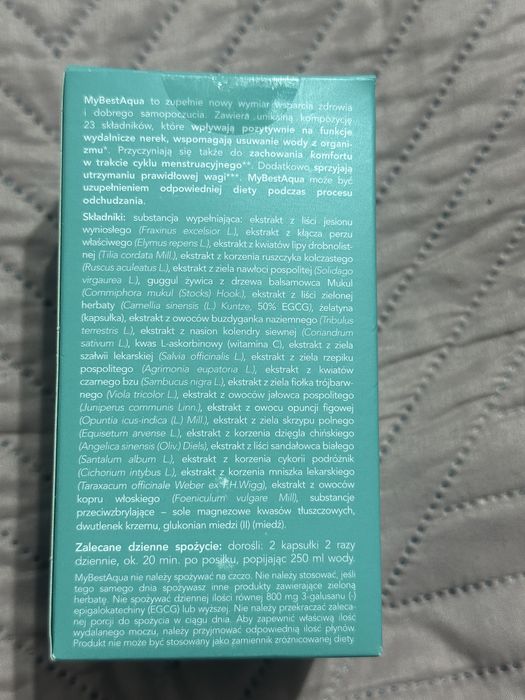 MyBestAqua to zupełnie nowy wymiar wsparcia zdrowia
i dobrego samopoczucia. Zawiera unikalną kompozycję
23 składników, które wpływają pozytywnie na funkcje
wydalnicze nerek, wspomagają usuwanie wody z organi-
zmu*. Przyczyniają się także do zachowania komfortu
w trakcie cyklu menstruacyjnego**. Dodatkowo sprzyjają
utrzymaniu prawidłowej wagi***. MyBestAqua może być
uzupełnieniem odpowiedniej diety podczas procesu
odchudzania.
Składniki: substancja wypełniająca: ekstrakt z liści jesionu
wyniosłego (Fraxinus excelsior L.), ekstrakt z kłącza perzu
właściwego (Elymus repens L.), ekstrakt z kwiatów lipy drobnolist-
nej (Tilia cordata Mill.), ekstrakt z korzenia ruszczyka kolczastego
(Ruscus aculeatus L.), ekstrakt z ziela nawłoci pospolitej (Solidago
virgaurea L.), guggul żywica z drzewa balsamowca Mukul
(Commiphora mukul (Stocks) Hook.), ekstrakt z liści zielonej
herbaty (Camellia sinensis (L.) Kuntze, 50% EGCG), żelatyna
(kapsułka), ekstrakt z owoców buzdyganka naziemnego (Tribulus
terrestris L.), ekstrakt z nasion kolendry siewnej (Coriandrum
sativum L.), kwas L-askorbinowy (witamina C), ekstrakt z ziela
szałwii lekarskiej (Salvia officinalis L.), ekstrakt z ziela rzepiku
pospolitego (Agrimonia eupatoria L.), ekstrakt z kwiatów
czarnego bzu (Sambucus nigra L.), ekstrakt z ziela fiołka trójbarw-
nego (Viola tricolor L.), ekstrakt z owoców jałowca pospolitego
(Juniperus communis Linn.), ekstrakt z owocu opuncji figowej
(Opuntia icus-indica (L.) Mill.), ekstrakt z ziela skrzypu polnego
(Equisetum arvense L.), ekstrakt z korzenia dzięgla chińskiego
(Angelica sinensis (Oliv.) Diels), ekstrakt z liści sandałowca białego
(Santalum album L.), ekstrakt z korzenia cykorii podróżnik
(Cichorium intybus L.), ekstrakt z korzenia mniszka lekarskiego
(Taraxacum officinale Weber ex F.H.Wigg), ekstrakt z owoców
kopru włoskiego (Foeniculum vulgare Mill), substancje
przeciwzbrylające – sole magnezowe kwasów tłuszczowych,
dwutlenek krzemu, glukonian miedzi (II) (miedź).
Zalecane dzienne spożycie: dorośli: 2 kapsułki 2 razy
dziennie, ok. 20 min. po posiłku, popijając 250 ml wody.
MyBestAqua nie należy spożywać na czczo. Nie należy stosować, jeśli
tego samego dnia spożywasz inne produkty zawierające zieloną
herbatę. Nie spożywać dziennej ilości równej 800 mg 3-galusanu (-)
epigalokatechiny (EGCG) lub wyższej. Nie należy przekraczać zaleca-
nej porcji do spożycia w ciągu dnia. Aby zapewnić właściwą ilość
wydalanego moczu, należy przyjmować odpowiednią ilość płynów.
Produkt nie może być stosowany jako zamiennik zróżnicowanej diety